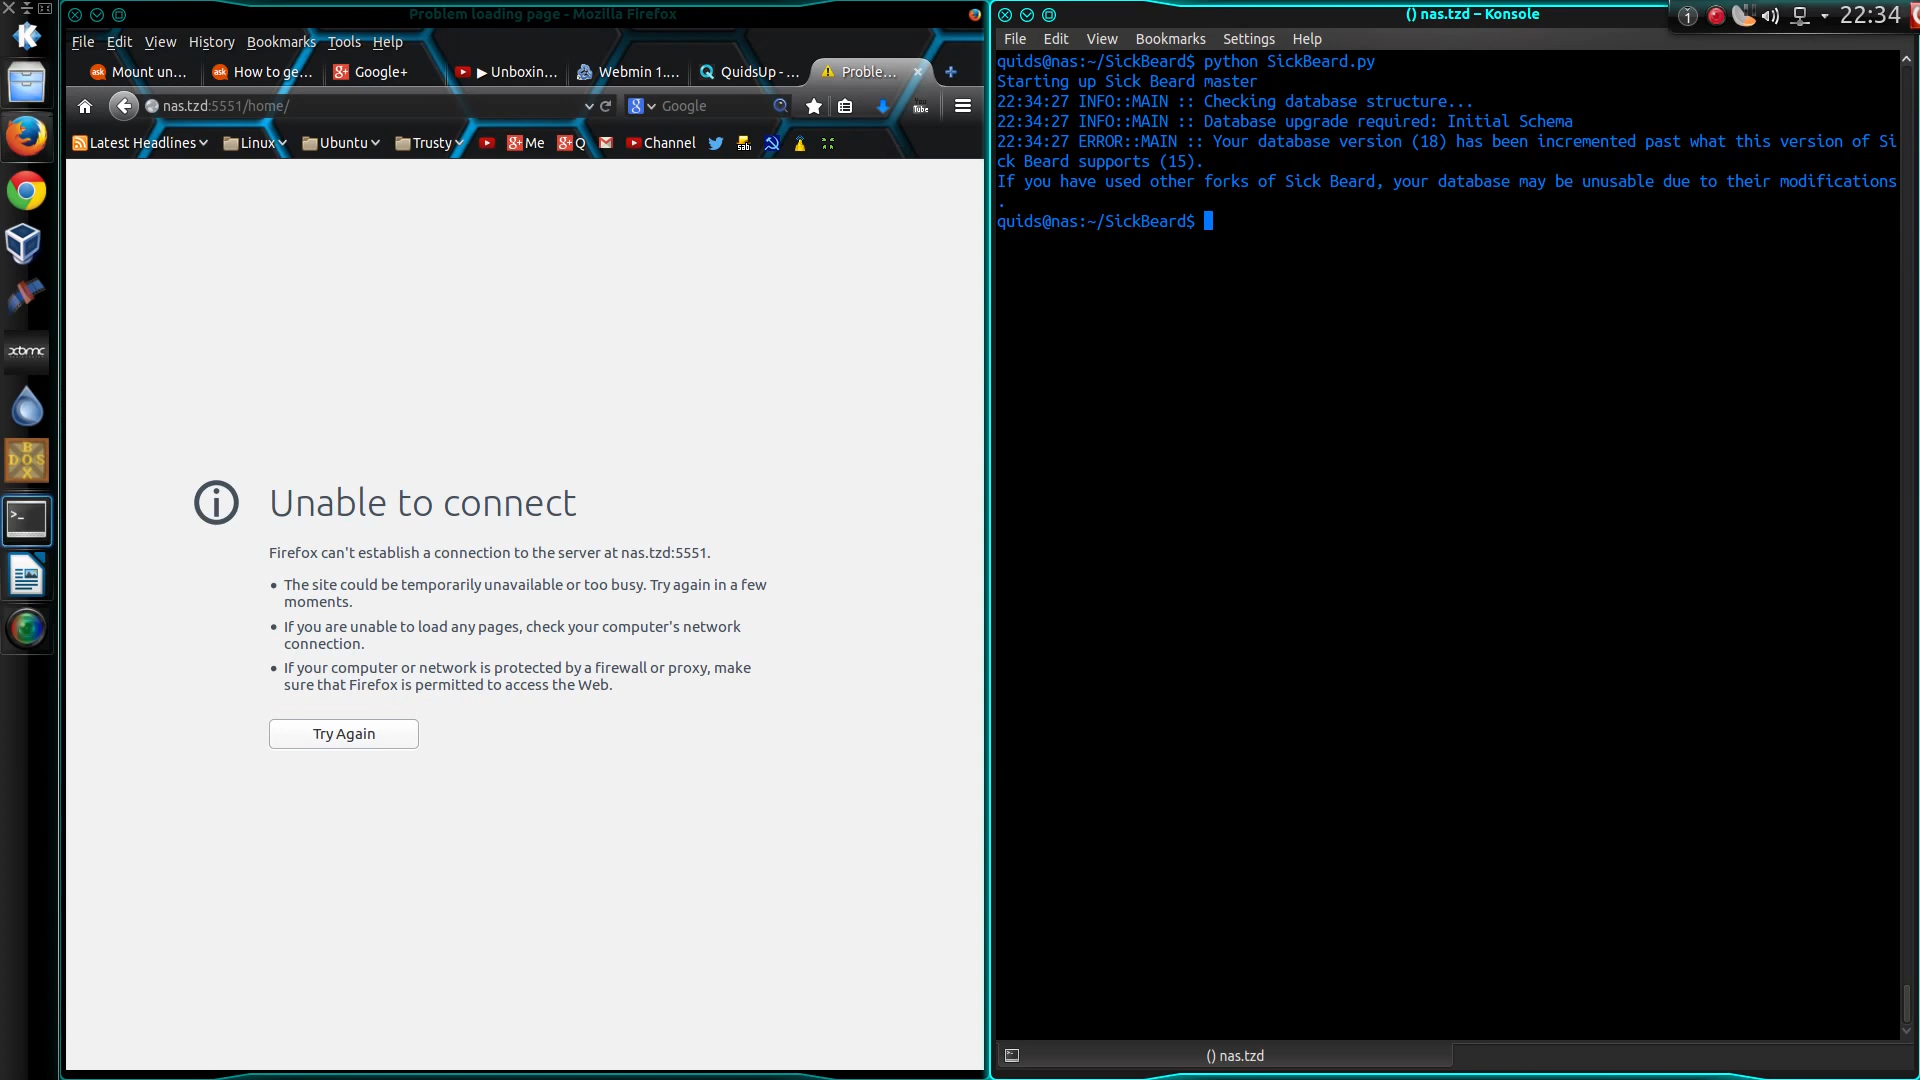 Problem loading page - Mozilla Firefox
File Edit View History Bookmarks Tools Help
Mount un... How to ge... Google+ ▶ Unboxin... Webmin 1.... QuidsUp - ... Proble...
nas.tzd:5551/home/ Google
Latest Headlines Linux Ubuntu Trusty Me Q Channel
Unable to connect
Firefox can't establish a connection to the server at nas.tzd:5551.
• The site could be temporarily unavailable or too busy. Try again in a few
moments.
• If you are unable to load any pages, check your computer's network
connection.
• If your computer or network is protected by a firewall or proxy, make
sure that Firefox is permitted to access the Web.
Try Again
() nas.tzd – Konsole
22:34
File Edit View Bookmarks Settings Help
quids@nas:~/SickBeard$ python SickBeard.py
Starting up Sick Beard master
22:34:27 INFO::MAIN :: Checking database structure...
22:34:27 INFO::MAIN :: Database upgrade required: Initial Schema
22:34:27 ERROR::MAIN :: Your database version (18) has been incremented past what this version of Si
ck Beard supports (15).
If you have used other forks of Sick Beard, your database may be unusable due to their modifications
.
quids@nas:~/SickBeard$
() nas.tzd
xbmc